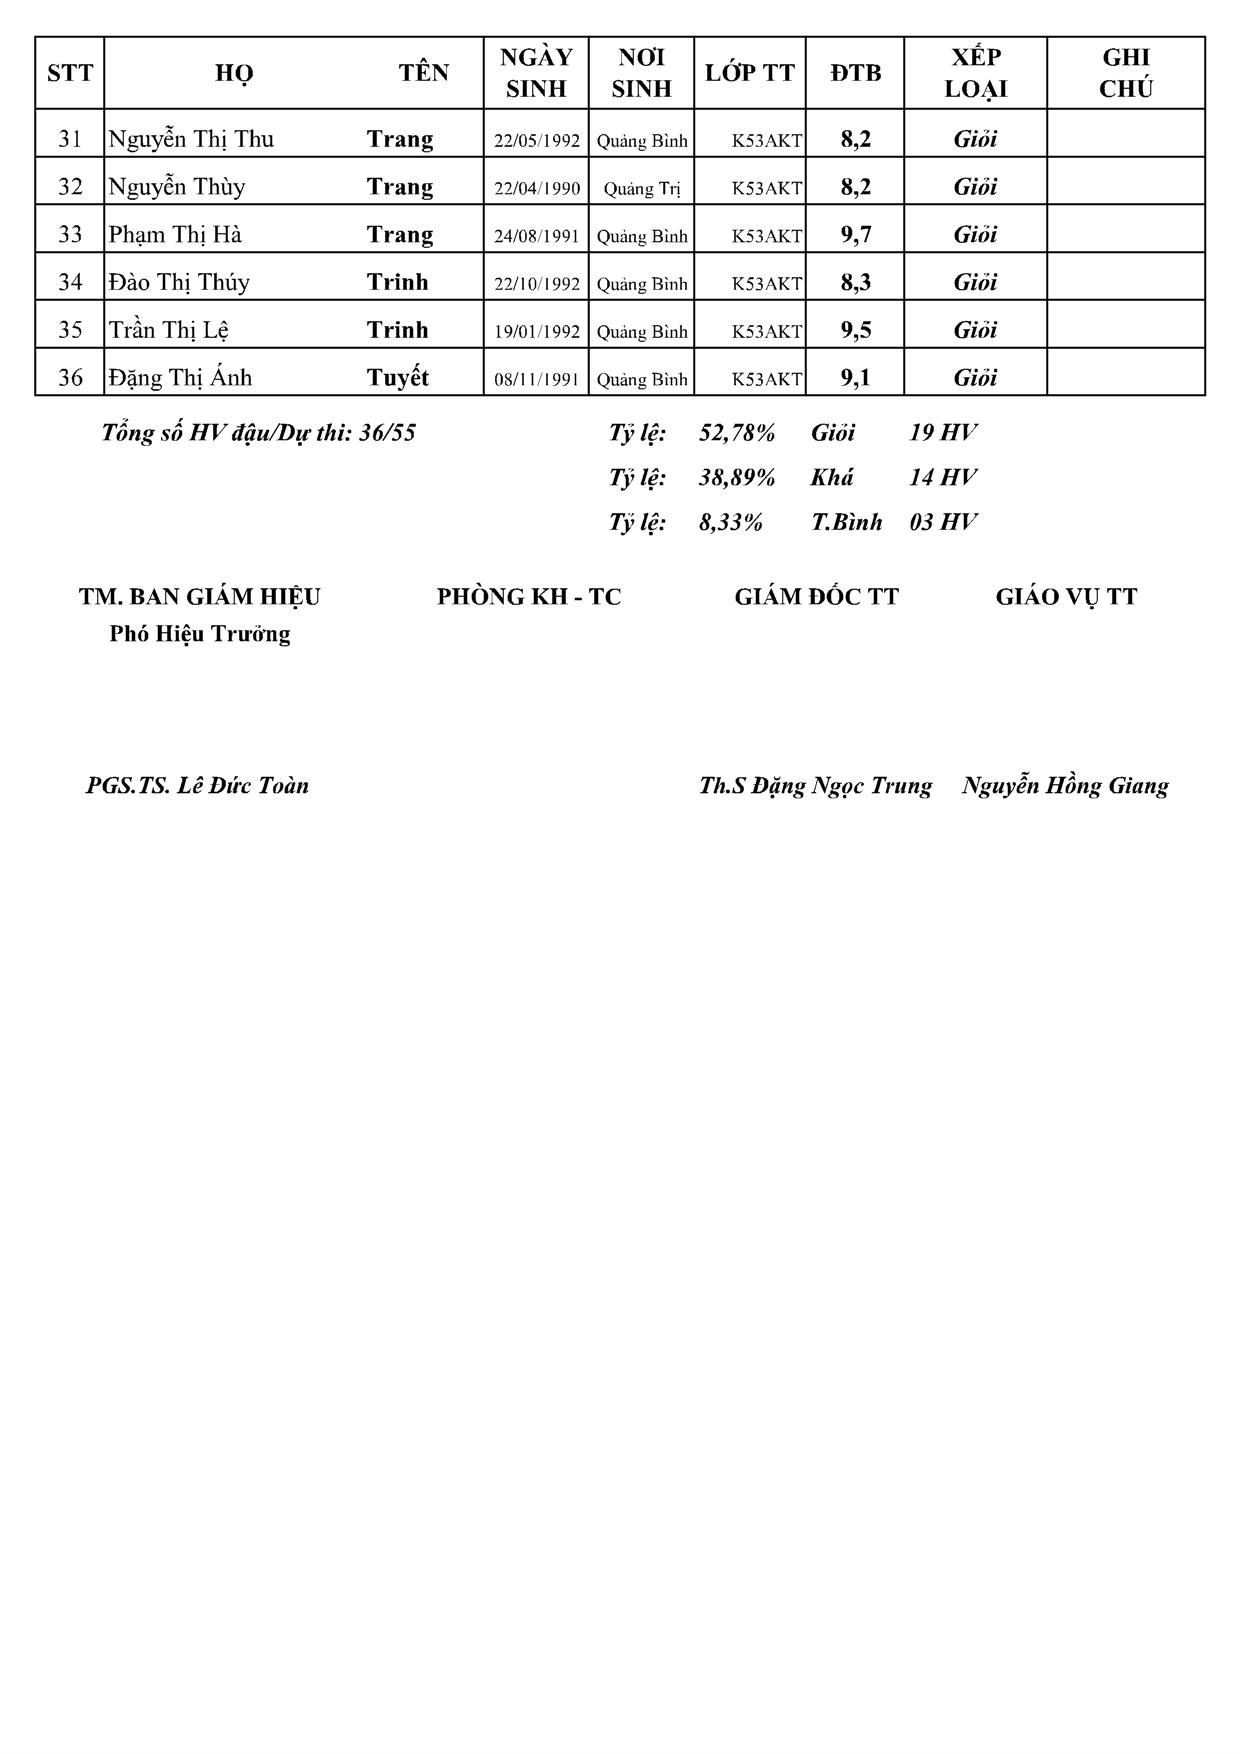 STT HỌ TÊN NGÀY SINH NƠI SINH LỚP TT ĐTB XẾP LOẠI GHI CHÚ
31 Nguyễn Thị Thu Trang 22/05/1992 Quảng Bình K53AKT 8,2 Giỏi
32 Nguyễn Thùy Trang 22/04/1990 Quảng Trị K53AKT 8,2 Giỏi
33 Phạm Thị Hà Trang 24/08/1991 Quảng Bình K53AKT 9,7 Giỏi
34 Đào Thị Thúy Trinh 22/10/1992 Quảng Bình K53AKT 8,3 Giỏi
35 Trần Thị Lệ Trinh 19/01/1992 Quảng Bình K53AKT 9,5 Giỏi
36 Đặng Thị Ánh Tuyết 08/11/1991 Quảng Bình K53AKT 9,1 Giỏi
Tổng số HV đậu/Dự thi: 36/55 Tỷ lệ: 52,78% Giỏi 19 HV
Tỷ lệ: 38,89% Khá 14 HV
Tỷ lệ: 8,33% T.Bình 03 HV
TM. BAN GIÁM HIỆU PHÒNG KH - TC GIÁM ĐỐC TT GIÁO VỤ TT
Phó Hiệu Trưởng
PGS.TS. Lê Đức Toàn Th.S Đặng Ngọc Trung Nguyễn Hồng Giang